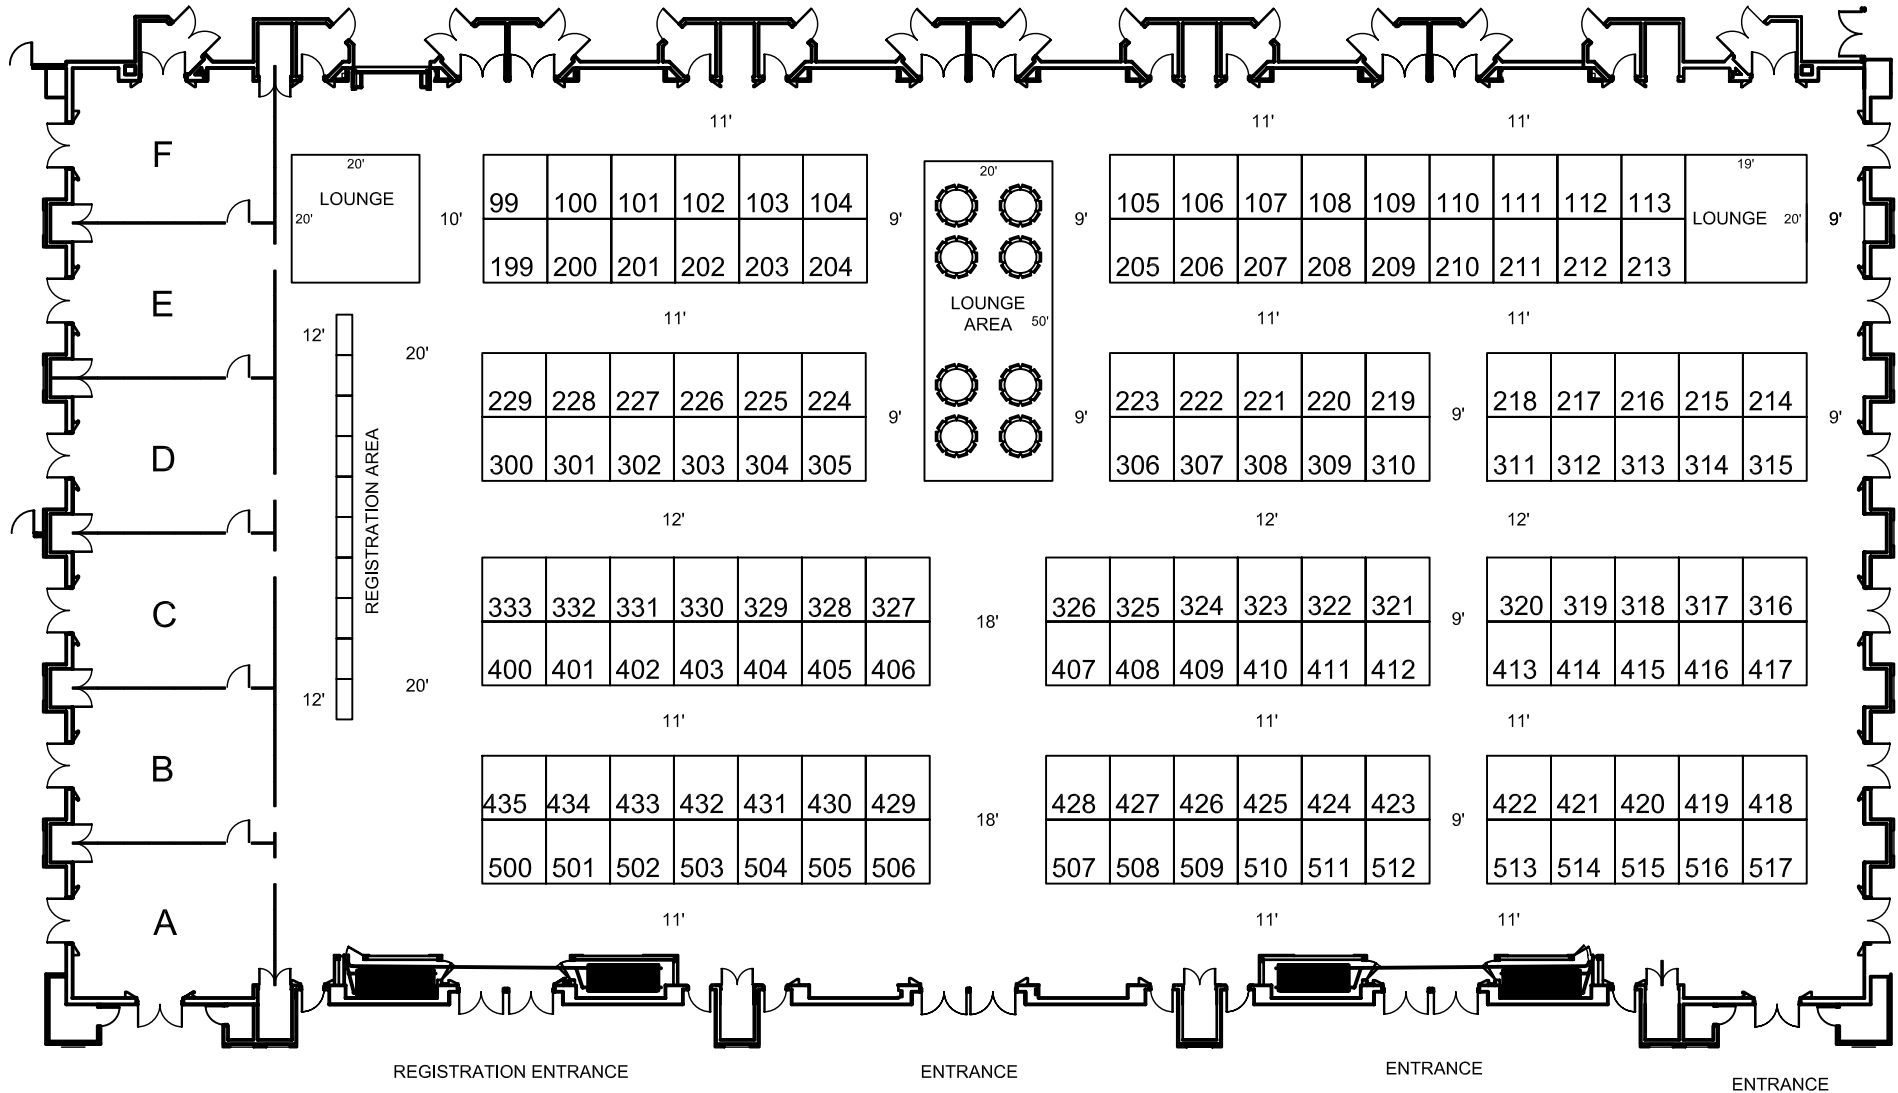 11' 11' 11'
F
20' 19'
LOUNGE
20'
20'
99 100 101 102 103 104
105 106 107 108 109 110 111 112 113
10' 9' 9' LOUNGE 20' 9'
199 200 201 202 203 204
205 206 207 208 209 210 211 212 213
E
LOUNGE
AREA 50'
11' 11' 11'
12'
20'
229 228 227 226 225 224
223 222 221 220 219
218 217 216 215 214
9' 9' 9' 9'
D
300 301 302 303 304 305
306 307 308 309 310
311 312 313 314 315
REGISTRATION AREA
12' 12' 12'
C
333 332 331 330 329 328 327
326 325 324 323 322 321
320 319 318 317 316
18' 9'
400 401 402 403 404 405 406
407 408 409 410 411 412
413 414 415 416 417
12' 20'
11' 11' 11'
B
435 434 433 432 431 430 429
428 427 426 425 424 423
422 421 420 419 418
18' 9'
500 501 502 503 504 505 506
507 508 509 510 511 512
513 514 515 516 517
A
11' 11' 11'
REGISTRATION ENTRANCE
ENTRANCE
ENTRANCE
ENTRANCE